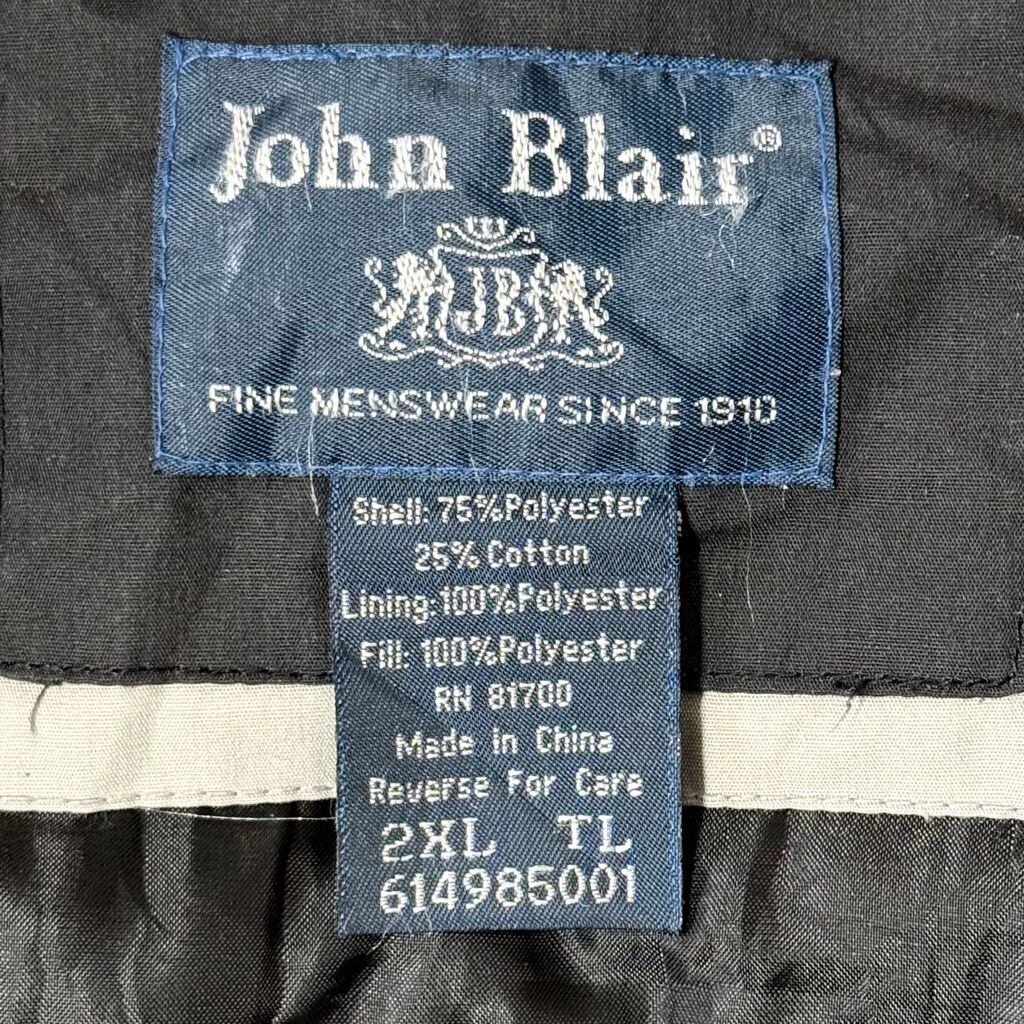 John Blair®
JB
FINE MENSWEAR SINCE 1910
Shell: 75%Polyester
25% Cotton
Lining:100%Polyester
Fill: 100%Polyester
RN 81700
Made in China
Reverse For Care
2XL TL
614985001